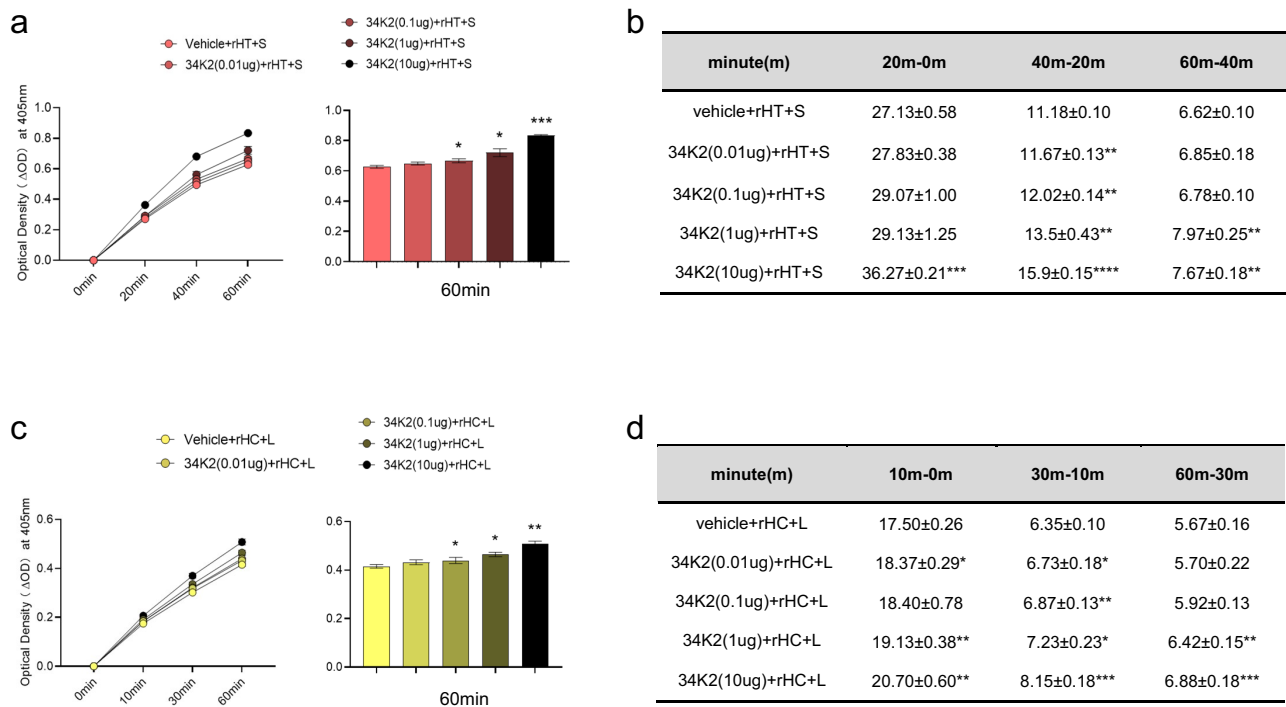 a
Vehicle+rHT+S
34K2(0.01ug)+rHT+S
34K2(0.1ug)+rHT+S
34K2(1ug)+rHT+S
34K2(10ug)+rHT+S
Optical Density (ΔOD) at 405nm
1.0
0.8
0.6
0.4
0.2
0.0
0min
20min
40min
60min
1.0
0.8
0.6
0.4
0.2
0.0
* * ***
60min
b
minute(m) 20m-0m 40m-20m 60m-40m
vehicle+rHT+S 27.13±0.58 11.18±0.10 6.62±0.10
34K2(0.01ug)+rHT+S 27.83±0.38 11.67±0.13** 6.85±0.18
34K2(0.1ug)+rHT+S 29.07±1.00 12.02±0.14** 6.78±0.10
34K2(1ug)+rHT+S 29.13±1.25 13.5±0.43** 7.97±0.25**
34K2(10ug)+rHT+S 36.27±0.21*** 15.9±0.15**** 7.67±0.18**
c
Vehicle+rHC+L
34K2(0.01ug)+rHC+L
34K2(0.1ug)+rHC+L
34K2(1ug)+rHC+L
34K2(10ug)+rHC+L
Optical Density (ΔOD) at 405nm
0.6
0.4
0.2
0.0
0min
10min
30min
60min
0.6
0.4
0.2
0.0
* * **
60min
d
minute(m) 10m-0m 30m-10m 60m-30m
vehicle+rHC+L 17.50±0.26 6.35±0.10 5.67±0.16
34K2(0.01ug)+rHC+L 18.37±0.29* 6.73±0.18* 5.70±0.22
34K2(0.1ug)+rHC+L 18.40±0.78 6.87±0.13** 5.92±0.13
34K2(1ug)+rHC+L 19.13±0.38** 7.23±0.23* 6.42±0.15**
34K2(10ug)+rHC+L 20.70±0.60** 8.15±0.18*** 6.88±0.18***